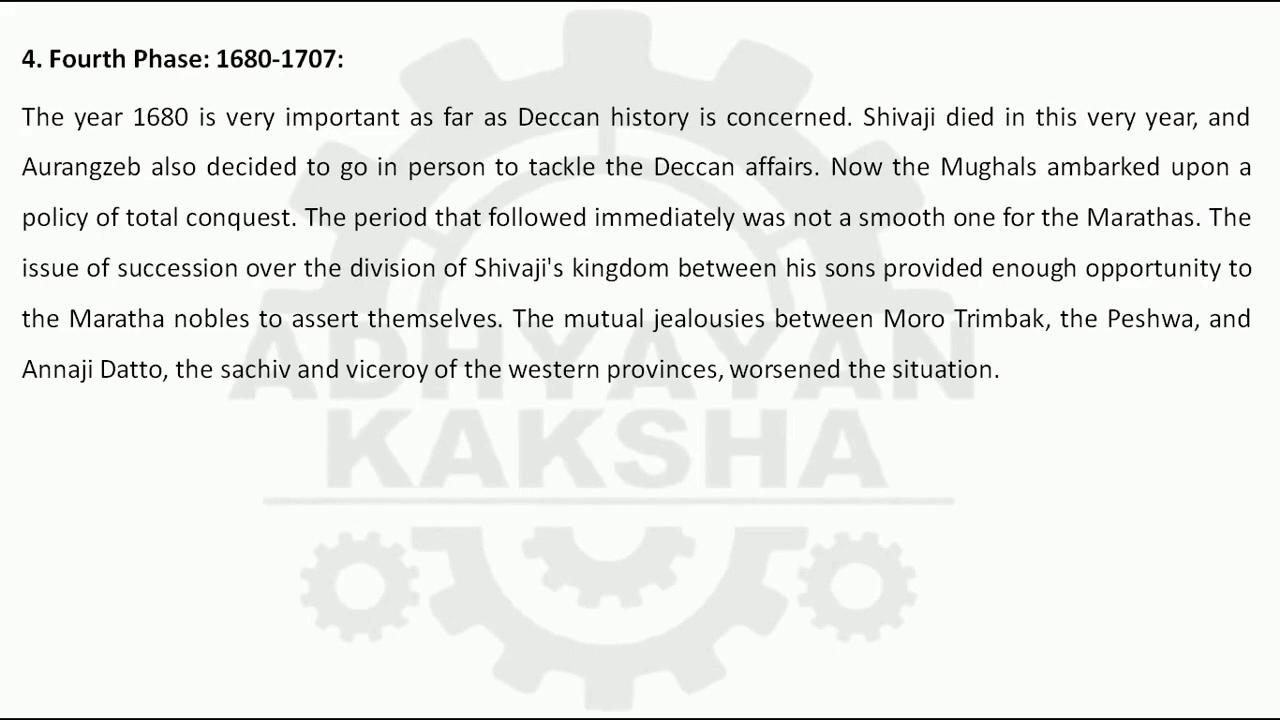 4. Fourth Phase: 1680-1707:
The year 1680 is very important as far as Deccan history is concerned. Shivaji died in this very year, and
Aurangzeb also decided to go in person to tackle the Deccan affairs. Now the Mughals ambarked upon a
policy of total conquest. The period that followed immediately was not a smooth one for the Marathas. The
issue of succession over the division of Shivaji's kingdom between his sons provided enough opportunity to
the Maratha nobles to assert themselves. The mutual jealousies between Moro Trimbak, the Peshwa, and
Annaji Datto, the sachiv and viceroy of the western provinces, worsened the situation.
ADHYAYAN
KAKSHA